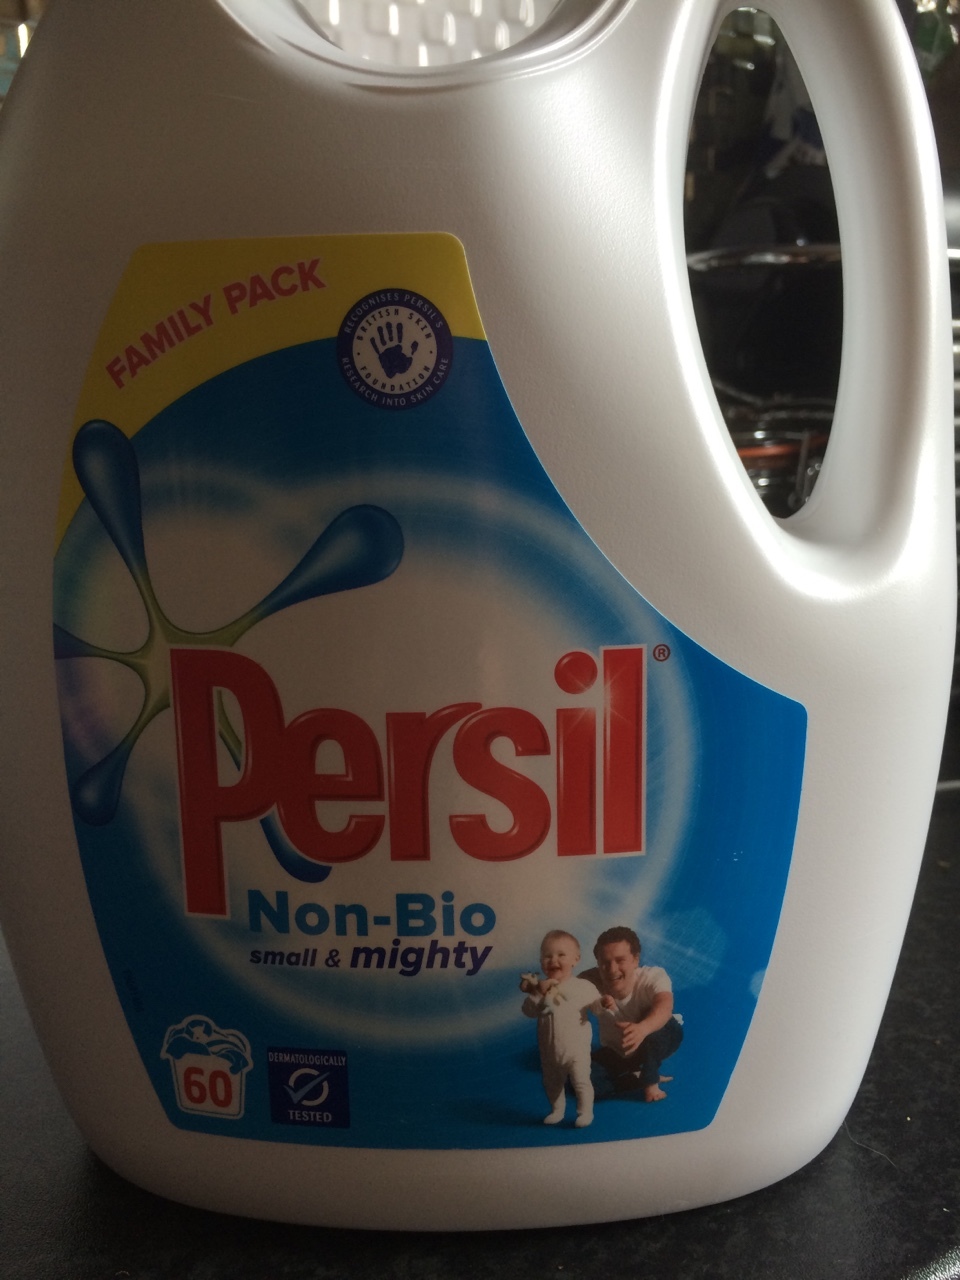 FAMILY PACK
RECOGNISES PERSIL'S
BRITISH SKIN
FOUNDATION
RESEARCH INTO SKIN CARE
Persil®
Non-Bio
small & mighty
60
DERMATOLOGICALLY
TESTED